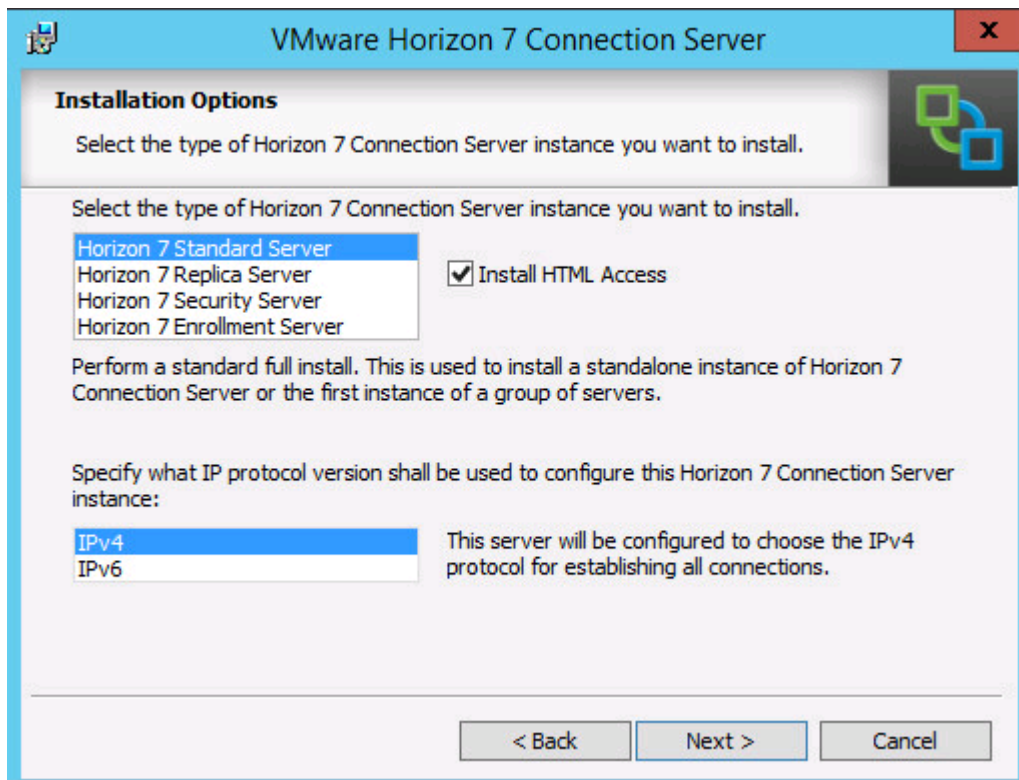 VMware Horizon 7 Connection Server
x
Installation Options
Select the type of Horizon 7 Connection Server instance you want to install.
Select the type of Horizon 7 Connection Server instance you want to install.
Horizon 7 Standard Server
Horizon 7 Replica Server
Horizon 7 Security Server
Horizon 7 Enrollment Server
Install HTML Access
Perform a standard full install. This is used to install a standalone instance of Horizon 7
Connection Server or the first instance of a group of servers.
Specify what IP protocol version shall be used to configure this Horizon 7 Connection Server
instance:
IPv4
IPv6
This server will be configured to choose the IPv4
protocol for establishing all connections.
< Back
Next >
Cancel